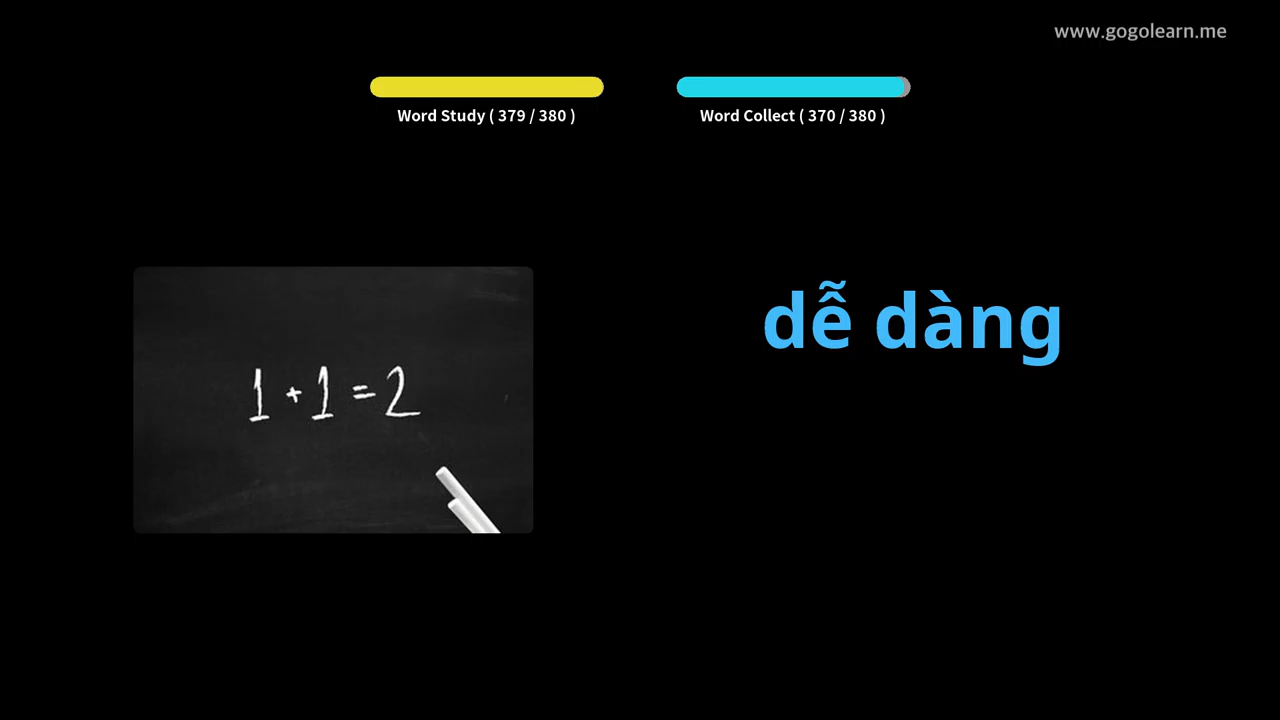 www.gogolearn.me
Word Study ( 379 / 380 )
Word Collect ( 370 / 380 )
dễ dàng
1 + 1 = 2